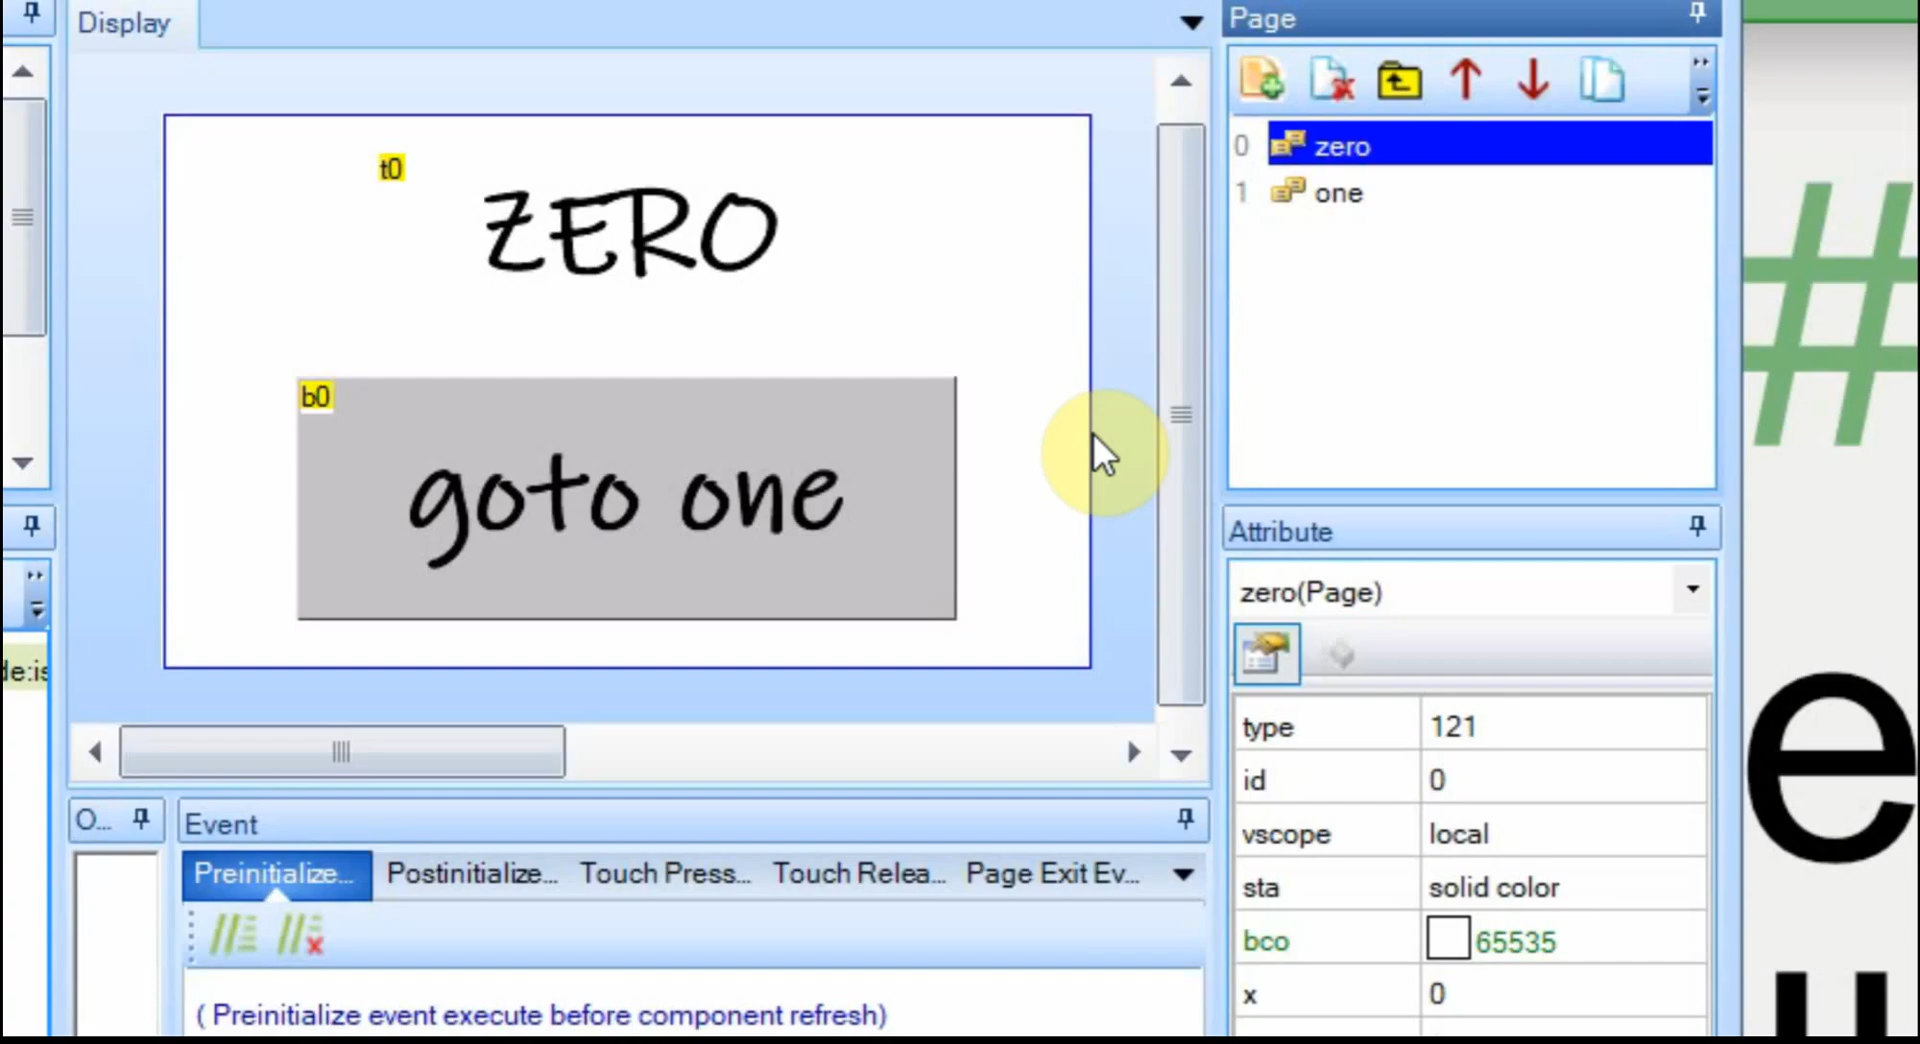 Display
Page
0 zero
1 one
t0
ZERO
b0
goto one
#
Attribute
zero(Page)
de:is
type 121
id 0
vscope local
sta solid color
bco 65535
x 0
e
O...
Event
Preinitialize... Postinitialize... Touch Press... Touch Relea... Page Exit Ev...
( Preinitialize event execute before component refresh)